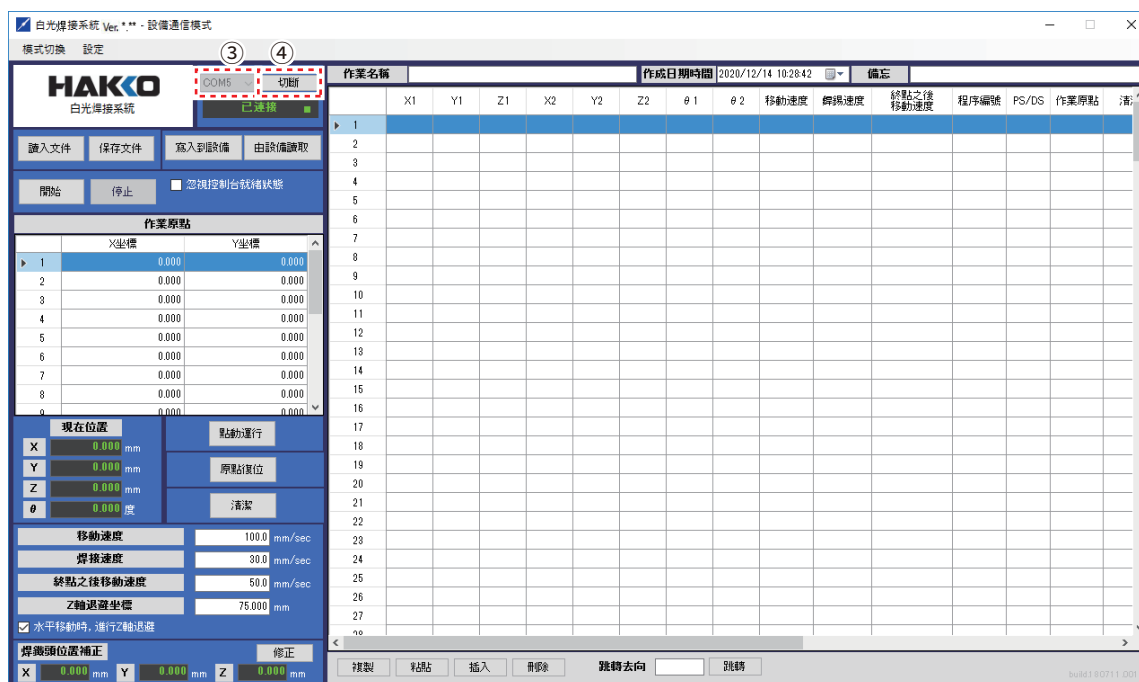 白光焊接系統 Ver. *.** - 設備通信模式
模式切換 設定
③ ④
HAKKO
白光焊接系統
COM5 切断
已連接
讀入文件 保存文件 寫入到設備 由設備讀取
開始 停止 忽視控制台就緒狀態
作業原點
X坐標 Y坐標
1 0.000 0.000
2 0.000 0.000
3 0.000 0.000
4 0.000 0.000
5 0.000 0.000
6 0.000 0.000
7 0.000 0.000
8 0.000 0.000
9 0.000 0.000
現在位置
X 0.000 mm
Y 0.000 mm
Z 0.000 mm
θ 0.000 度
點動運行
原點復位
清潔
移動速度 100.0 mm/sec
焊接速度 30.0 mm/sec
終點之後移動速度 50.0 mm/sec
Z軸退避坐標 75.000 mm
水平移動時, 進行Z軸退避
焊鐵頭位置補正 修正
X 0.000 mm Y 0.000 mm Z 0.000 mm
作業名稱 作成日期時間 2020/12/14 10:28:42 備忘
X1 Y1 Z1 X2 Y2 Z2 θ1 θ2 移動速度 銲錫速度 終點之後移動速度 程序編號 PS/DS 作業原點
1
2
3
4
5
6
7
8
9
10
11
12
13
14
15
16
17
18
19
20
21
22
23
24
25
26
27
28
複製 粘貼 插入 刪除 跳轉去向 跳轉
build180711.001